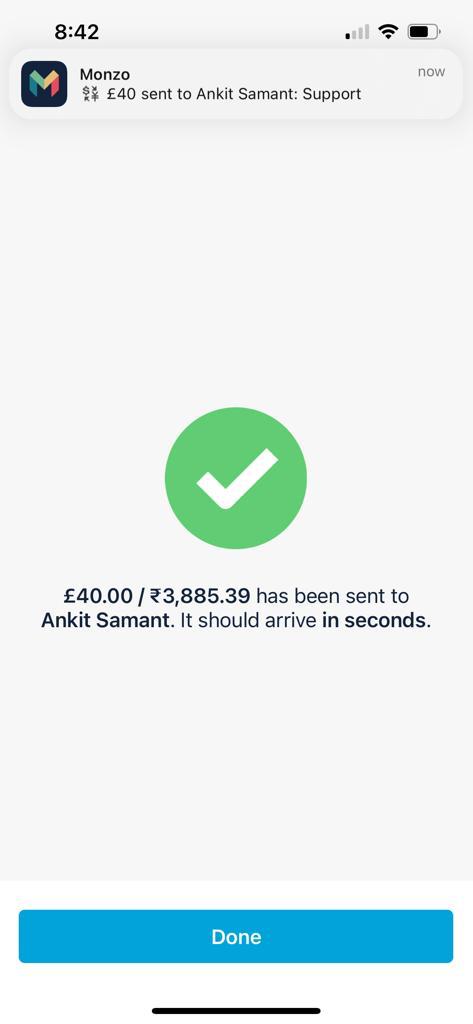 8:42
Monzo
now
💱 £40 sent to Ankit Samant: Support
£40.00 / ₹3,885.39 has been sent to
Ankit Samant. It should arrive in seconds.
Done